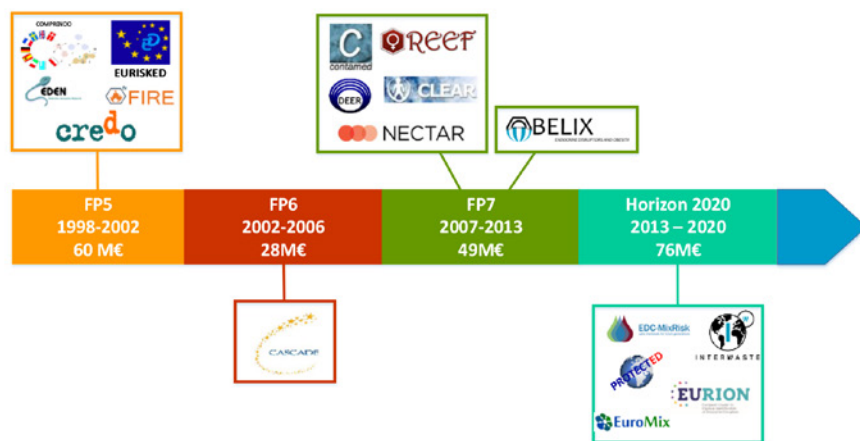 COMPRENDO
EURISKED
EDEN
FIRE
credo
C
contamed
REEF
DEER
CLEAR
NECTAR
OBELIX
FP5
1998-2002
60 M€
FP6
2002-2006
28M€
FP7
2007-2013
49M€
Horizon 2020
2013 – 2020
76M€
CASCADE
EDC-MixRisk
INTERWASTE
PROTECTED
EURION
EuroMix